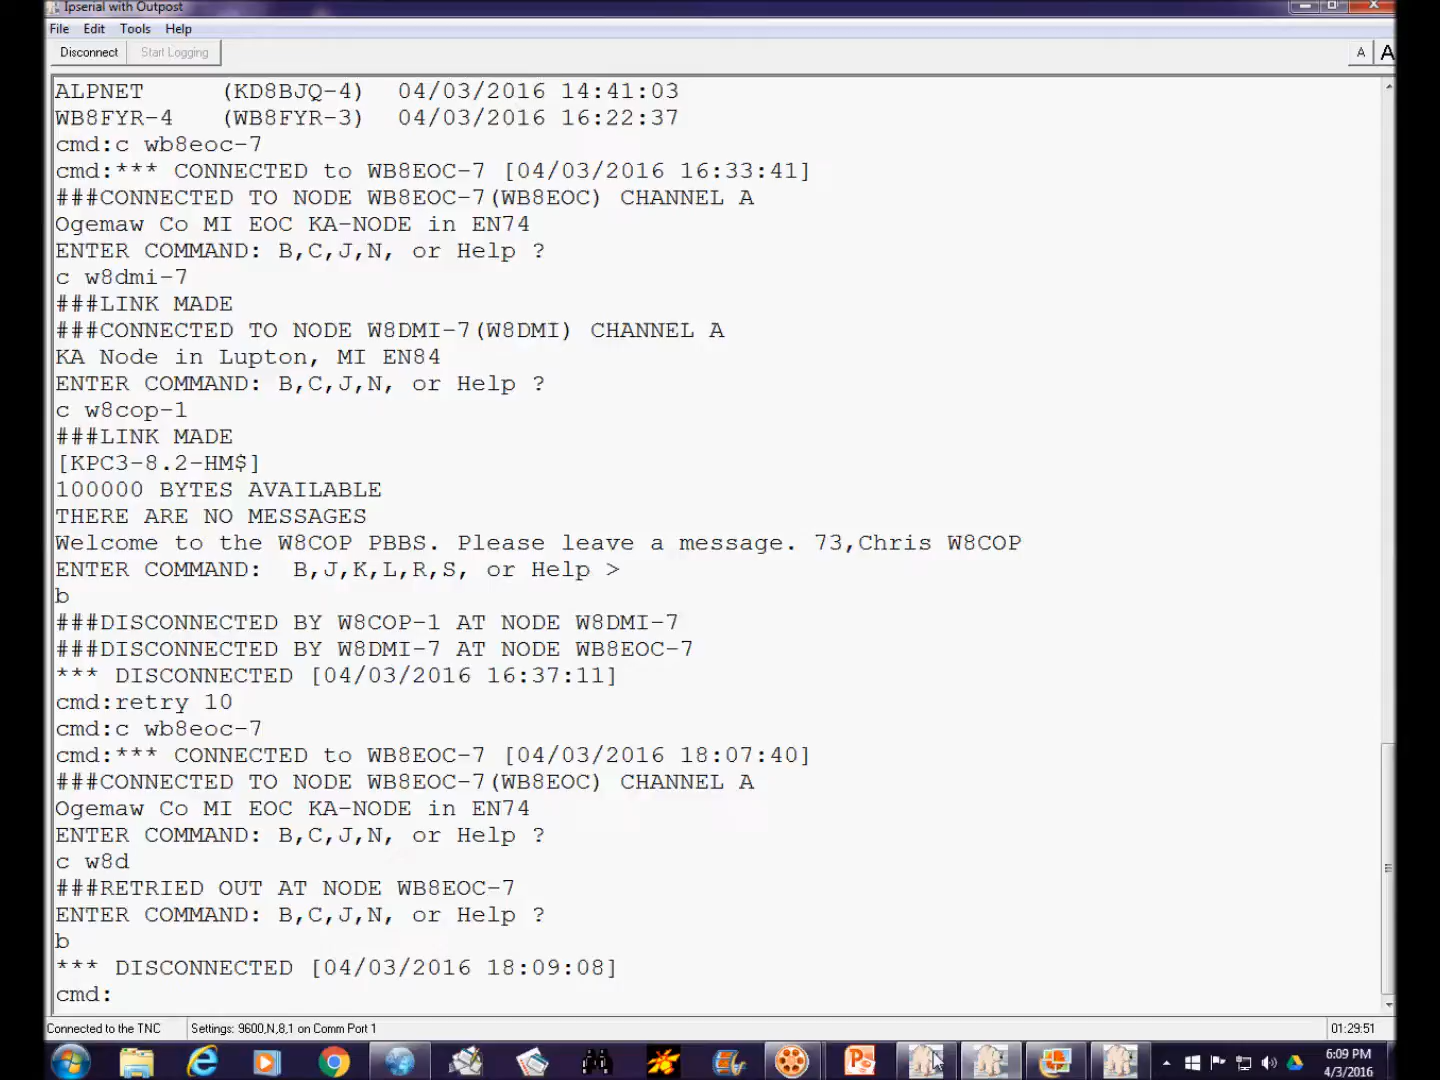 Ipserial with Outpost
File Edit Tools Help
Disconnect Start Logging A A
ALPNET (KD8BJQ-4) 04/03/2016 14:41:03
WB8FYR-4 (WB8FYR-3) 04/03/2016 16:22:37
cmd:c wb8eoc-7
cmd:*** CONNECTED to WB8EOC-7 [04/03/2016 16:33:41]
###CONNECTED TO NODE WB8EOC-7(WB8EOC) CHANNEL A
Ogemaw Co MI EOC KA-NODE in EN74
ENTER COMMAND: B,C,J,N, or Help ?
c w8dmi-7
###LINK MADE
###CONNECTED TO NODE W8DMI-7(W8DMI) CHANNEL A
KA Node in Lupton, MI EN84
ENTER COMMAND: B,C,J,N, or Help ?
c w8cop-1
###LINK MADE
[KPC3-8.2-HM$]
100000 BYTES AVAILABLE
THERE ARE NO MESSAGES
Welcome to the W8COP PBBS. Please leave a message. 73,Chris W8COP
ENTER COMMAND: B,J,K,L,R,S, or Help >
b
###DISCONNECTED BY W8COP-1 AT NODE W8DMI-7
###DISCONNECTED BY W8DMI-7 AT NODE WB8EOC-7
*** DISCONNECTED [04/03/2016 16:37:11]
cmd:retry 10
cmd:c wb8eoc-7
cmd:*** CONNECTED to WB8EOC-7 [04/03/2016 18:07:40]
###CONNECTED TO NODE WB8EOC-7(WB8EOC) CHANNEL A
Ogemaw Co MI EOC KA-NODE in EN74
ENTER COMMAND: B,C,J,N, or Help ?
c w8d
###RETRIED OUT AT NODE WB8EOC-7
ENTER COMMAND: B,C,J,N, or Help ?
b
*** DISCONNECTED [04/03/2016 18:09:08]
cmd:
Connected to the TNC Settings: 9600,N,8,1 on Comm Port 1 01:29:51
6:09 PM
4/3/2016